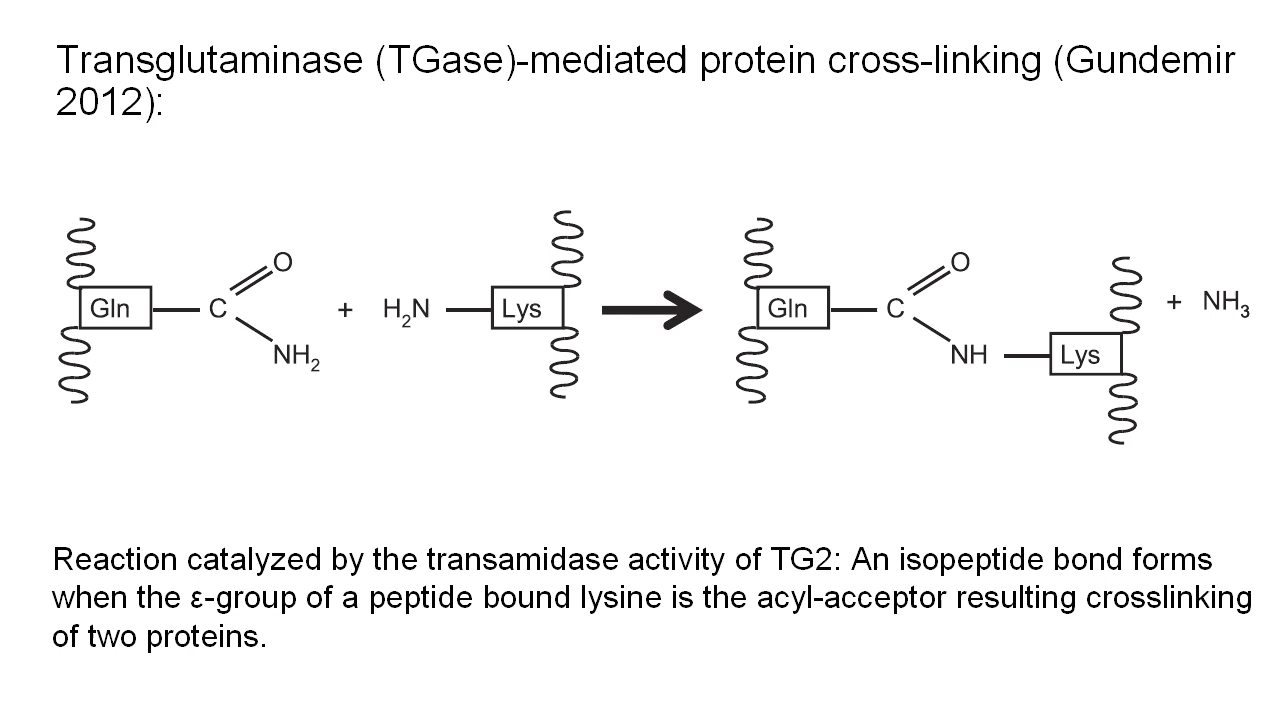 Transglutaminase (TGase)-mediated protein cross-linking (Gundemir
2012):
Gln
C
O
NH₂
+
H₂N
Lys
Gln
C
O
NH
Lys
+
NH₃
Reaction catalyzed by the transamidase activity of TG2: An isopeptide bond forms
when the ε-group of a peptide bound lysine is the acyl-acceptor resulting crosslinking
of two proteins.